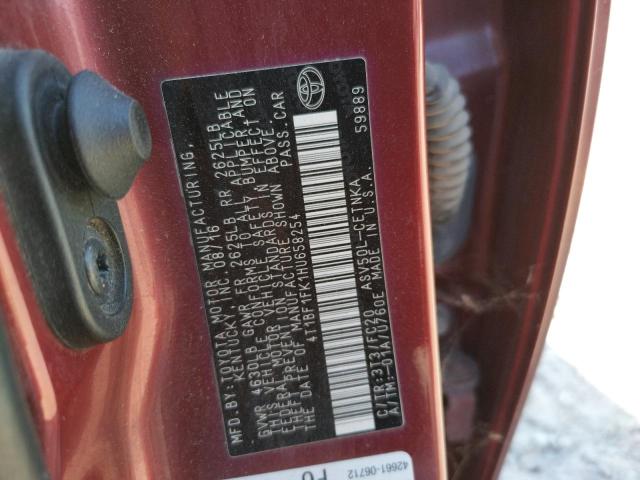 MFD.BY:TOYOTA MOTOR MANUFACTURING,
KENTUCKY, INC. 08/16
GVWR 4630LB GAWR FR 2625LB RR 2625LB
THIS VEHICLE CONFORMS TO ALL APPLICABLE
FEDERAL MOTOR VEHICLE SAFETY BUMPER, AND
THEFT PREVENTION STANDARDS IN EFFECT ON
THE DATE OF MANUFACTURE SHOWN ABOVE.
4T1BF1FK1HU658254 PASS.CAR
C/TR:3T3/FC20 ASV50L-CETNKA
A/TM:-01A/U760E MADE IN U.S.A. 59889
42661-06712